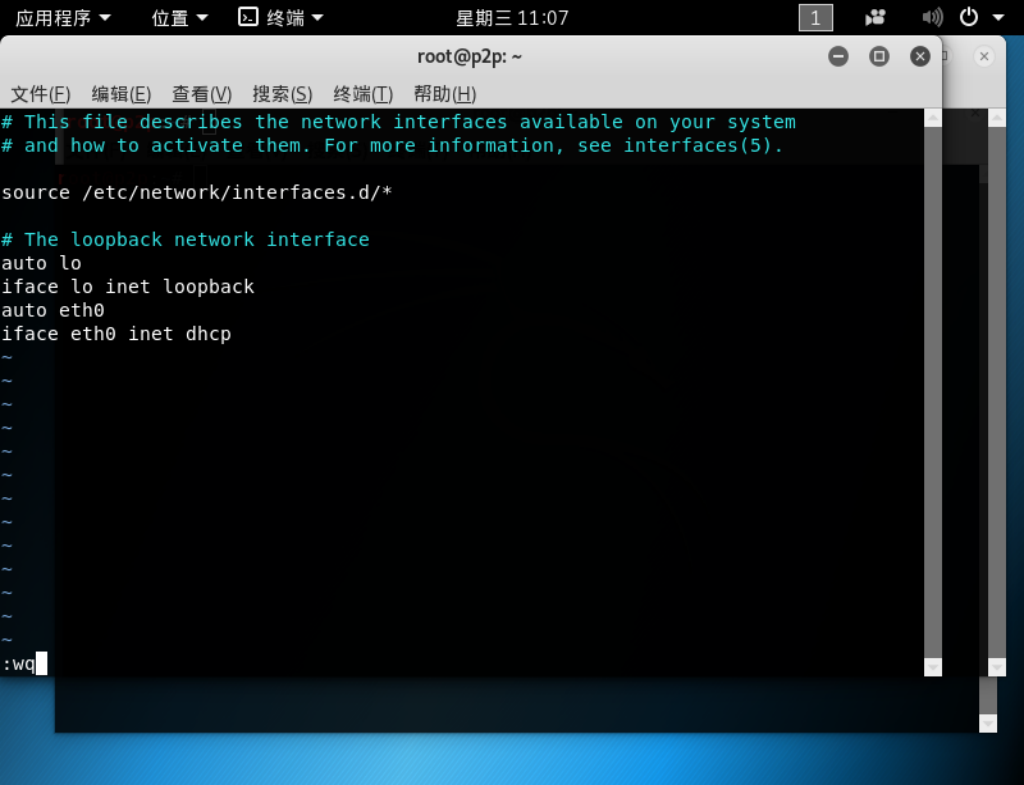 应用程序 位置 终端 星期三 11:07 1
root@p2p: ~
文件(F) 编辑(E) 查看(V) 搜索(S) 终端(T) 帮助(H)
# This file describes the network interfaces available on your system
# and how to activate them. For more information, see interfaces(5).
source /etc/network/interfaces.d/*
# The loopback network interface
auto lo
iface lo inet loopback
auto eth0
iface eth0 inet dhcp
~
~
~
~
~
~
~
~
~
~
~
~
~
:wq